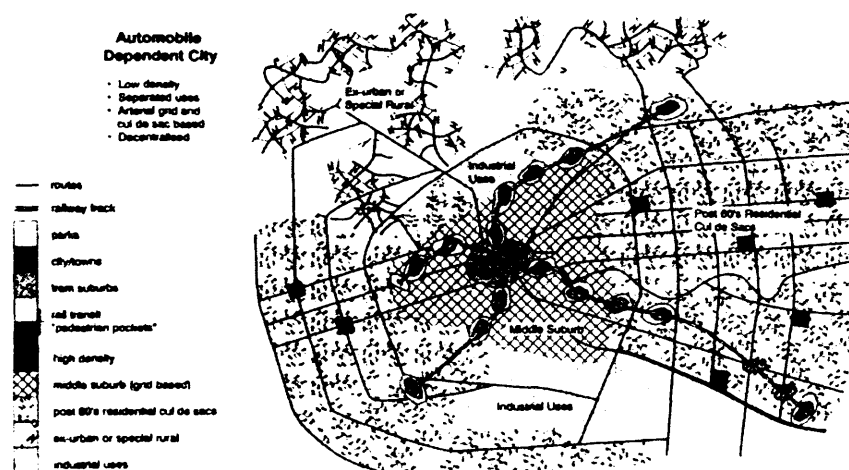 Automobile
Dependent City
• Low density
• Separated uses
• Arterial grid and
cul de sac based
• Decentralised
routes
railway track
parks
city/towns
tram suburbs
rail transit
"pedestrian pockets"
high density
middle suburb (grid based)
post 60's residential cul de sacs
ex-urban or special rural
industrial uses
Ex-urban or
Special Rural
Industrial
Uses
Post 60's Residential
Cul de Sacs
Middle Suburb
Industrial Uses